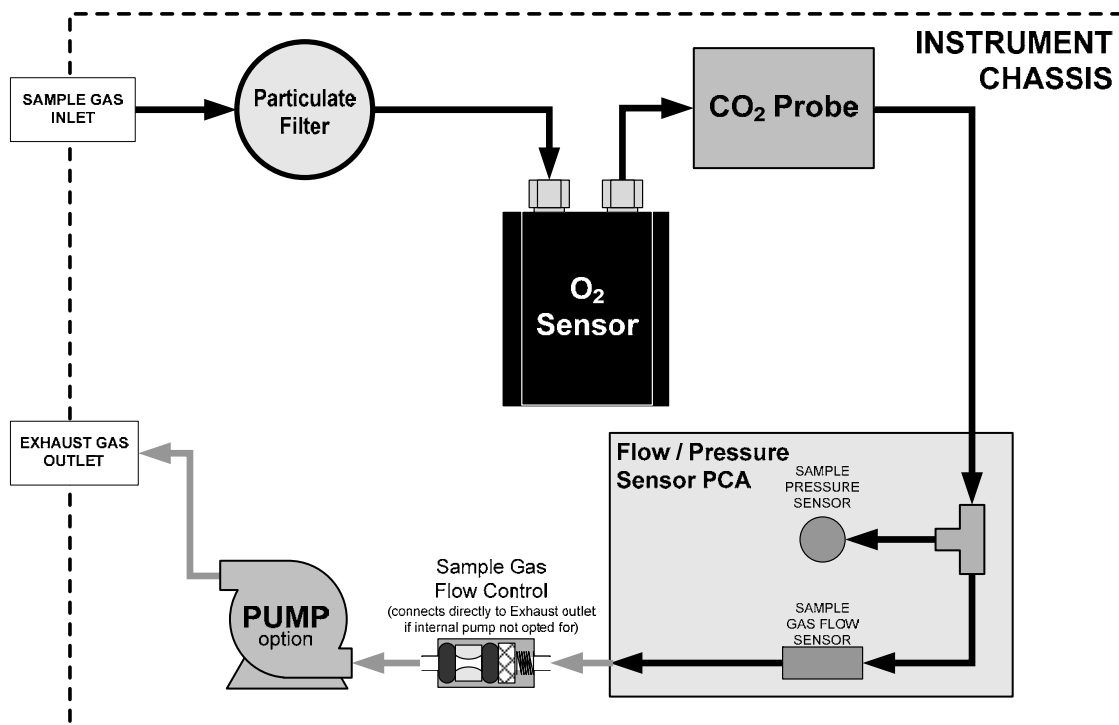 INSTRUMENT
CHASSIS
SAMPLE GAS
INLET
Particulate
Filter
CO₂ Probe
O₂
Sensor
EXHAUST GAS
OUTLET
Flow / Pressure
Sensor PCA
SAMPLE
PRESSURE
SENSOR
Sample Gas
Flow Control
(connects directly to Exhaust outlet
if internal pump not opted for)
PUMP
option
SAMPLE
GAS FLOW
SENSOR